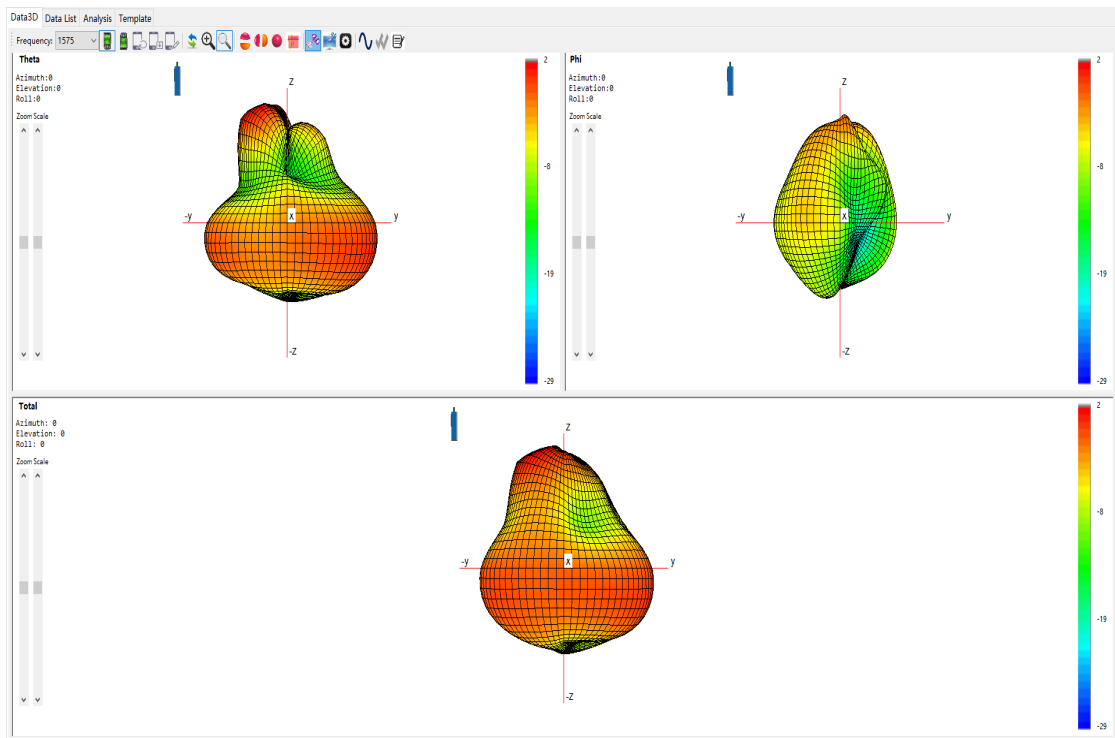 Data3D Data List Analysis Template
Frequency: 1575
Theta
Azimuth:0
Elevation:0
Roll:0
Zoom Scale
Z
-y
X
y
-Z
2
-8
-19
-29
Phi
Azimuth:0
Elevation:0
Roll:0
Zoom Scale
Z
-y
X
y
-Z
2
-8
-19
-29
Total
Azimuth: 0
Elevation: 0
Roll: 0
Zoom Scale
Z
-y
X
y
-Z
2
-8
-19
-29